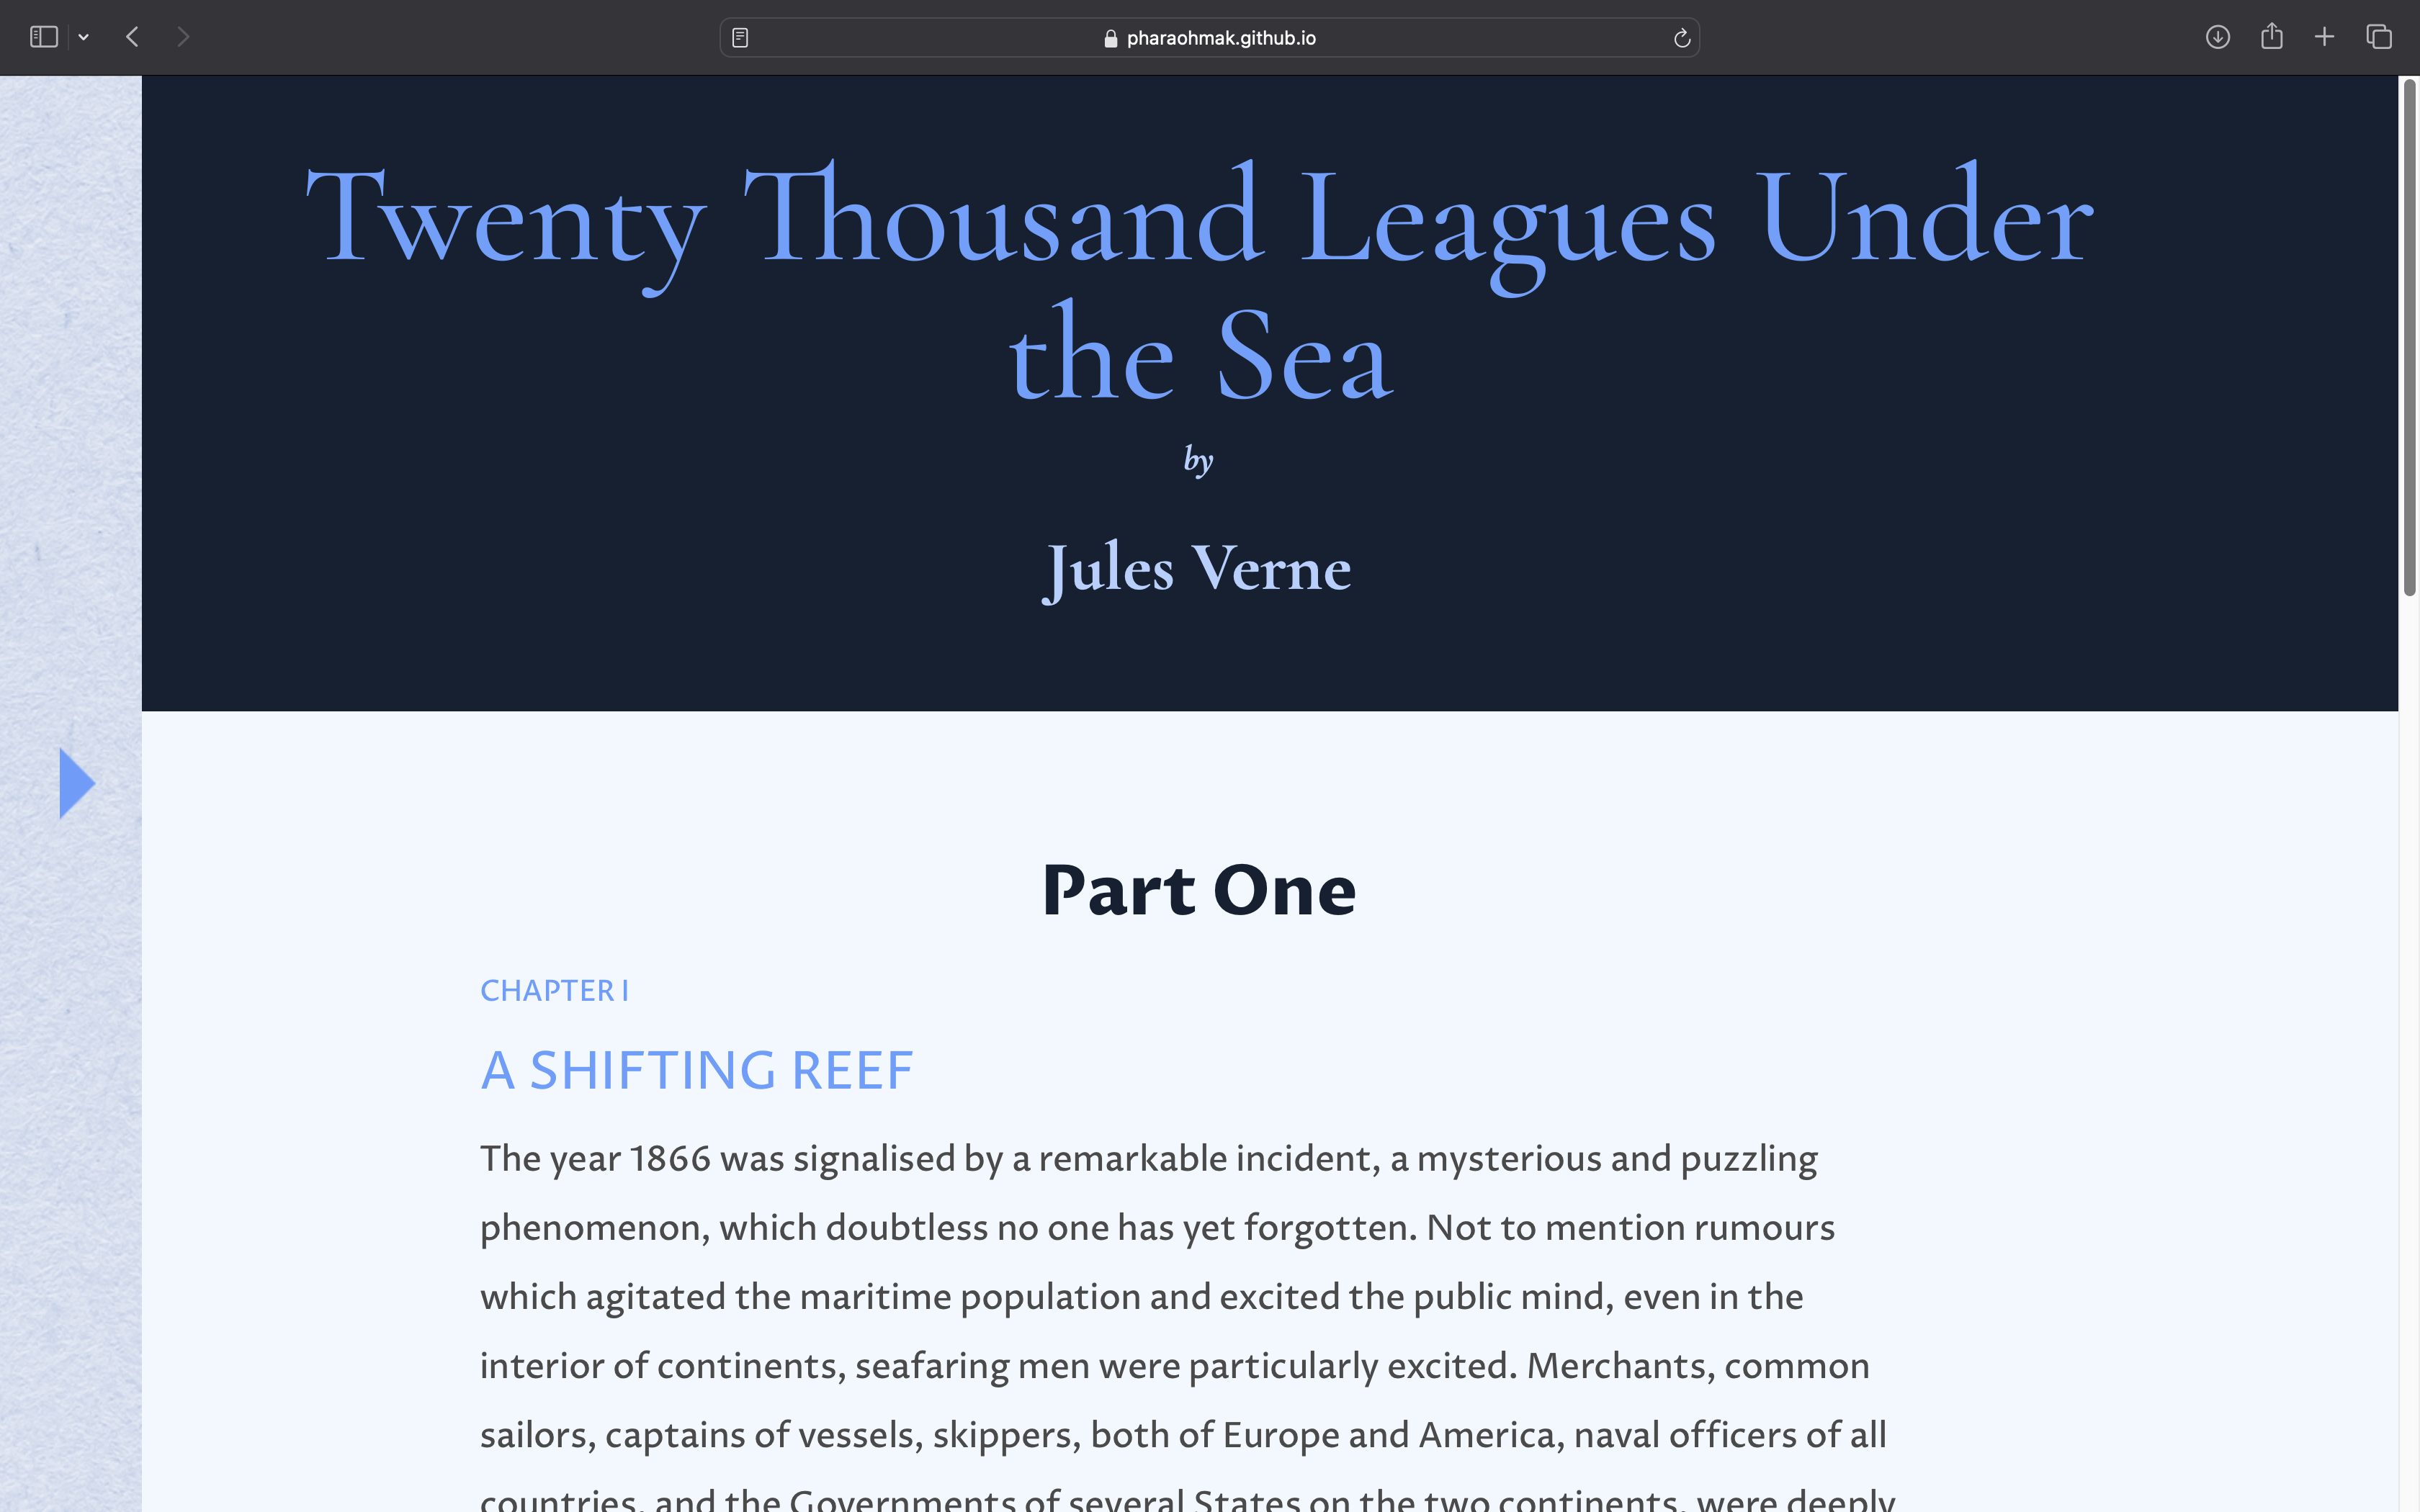 pharaohmak.github.io
Twenty Thousand Leagues Under
the Sea
by
Jules Verne
Part One
CHAPTER I
A SHIFTING REEF
The year 1866 was signalised by a remarkable incident, a mysterious and puzzling
phenomenon, which doubtless no one has yet forgotten. Not to mention rumours
which agitated the maritime population and excited the public mind, even in the
interior of continents, seafaring men were particularly excited. Merchants, common
sailors, captains of vessels, skippers, both of Europe and America, naval officers of all
countries, and the Governments of several States on the two continents, were deeply